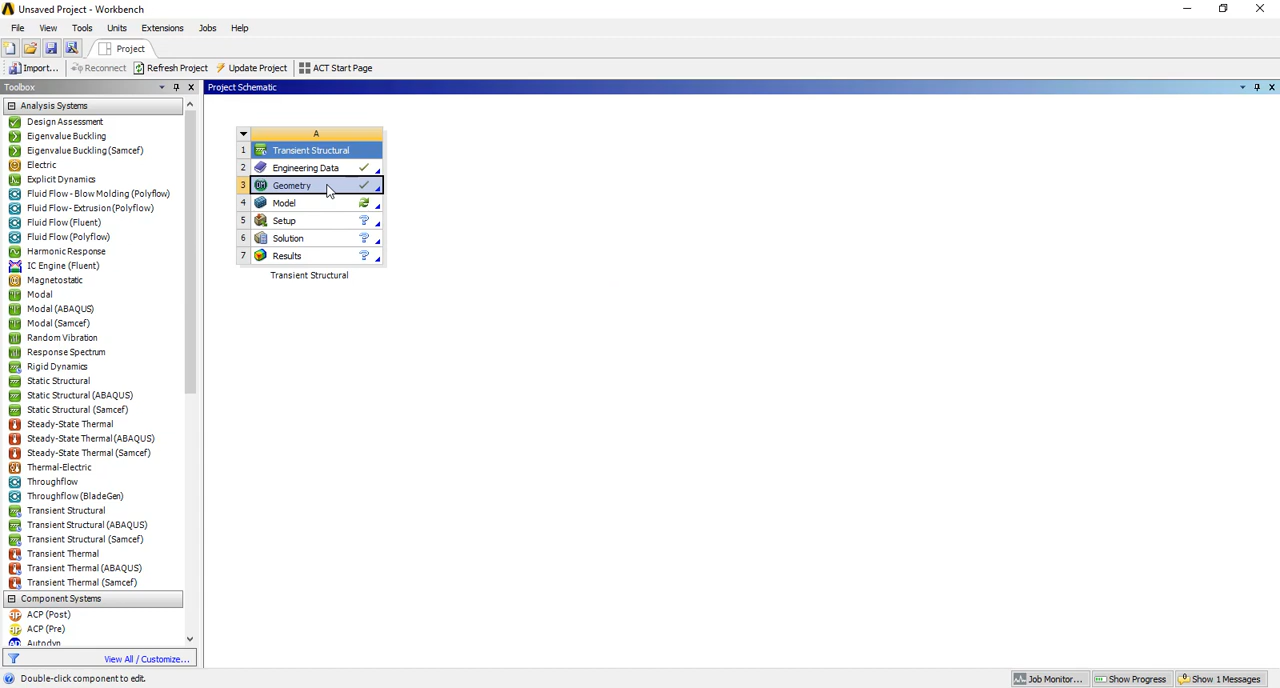 Unsaved Project - Workbench
File View Tools Units Extensions Jobs Help
Project
Import... Reconnect Refresh Project Update Project ACT Start Page
Toolbox
Project Schematic
Analysis Systems
Design Assessment
Eigenvalue Buckling
Eigenvalue Buckling (Samcef)
Electric
Explicit Dynamics
Fluid Flow - Blow Molding (Polyflow)
Fluid Flow - Extrusion (Polyflow)
Fluid Flow (Fluent)
Fluid Flow (Polyflow)
Harmonic Response
IC Engine (Fluent)
Magnetostatic
Modal
Modal (ABAQUS)
Modal (Samcef)
Random Vibration
Response Spectrum
Rigid Dynamics
Static Structural
Static Structural (ABAQUS)
Static Structural (Samcef)
Steady-State Thermal
Steady-State Thermal (ABAQUS)
Steady-State Thermal (Samcef)
Thermal-Electric
Throughflow
Throughflow (BladeGen)
Transient Structural
Transient Structural (ABAQUS)
Transient Structural (Samcef)
Transient Thermal
Transient Thermal (ABAQUS)
Transient Thermal (Samcef)
Component Systems
ACP (Post)
ACP (Pre)
Autodyn
View All / Customize...
A
1 Transient Structural
2 Engineering Data
3 Geometry
4 Model
5 Setup
6 Solution
7 Results
Transient Structural
Double-click component to edit.
Job Monitor... Show Progress Show 1 Messages